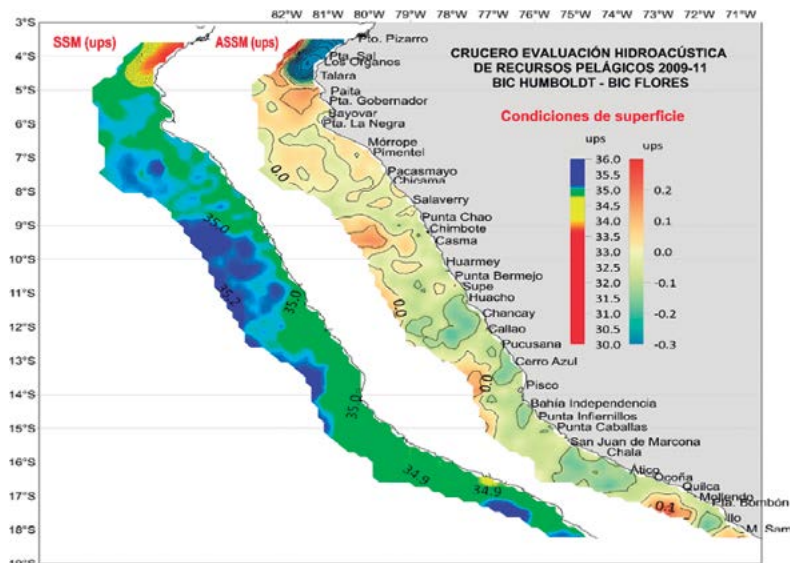 82°W 81°W 80°W 79°W 78°W 77°W 76°W 75°W 74°W 73°W 72°W 71°W
3°S
4°S
5°S
6°S
7°S
8°S
9°S
10°S
11°S
12°S
13°S
14°S
15°S
16°S
17°S
18°S
SSM (ups)
ASSM (ups)
CRUCERO EVALUACIÓN HIDROACÚSTICA
DE RECURSOS PELÁGICOS 2009-11
BIC HUMBOLDT - BIC FLORES
Condiciones de superficie
ups
36.0
35.5
35.0
34.5
34.0
33.5
33.0
32.5
32.0
31.5
31.0
30.5
30.0
ups
0.2
0.1
0.0
-0.1
-0.2
-0.3
Pto. Pizarro
Pta. Sal
Los Organos
Talara
Paita
Pta. Gobernador
Bayovar
Pta. La Negra
Mórrope
Pimentel
Pacasmayo
Chicama
Salaverry
Punta Chao
Chimbote
Casma
Huarmey
Punta Bermejo
Supe
Huacho
Chancay
Callao
Pucusana
Cerro Azul
Pisco
Bahía Independencia
Punta Infiernillos
Punta Caballas
San Juan de Marcona
Chala
Ático
Ocoña
Quilca
Mollendo
Pta. Bombón
Ilo
M. Sam
35.0
35.2
35.0
35.0
34.9
34.9
0.0
0.0
0.0
0.1